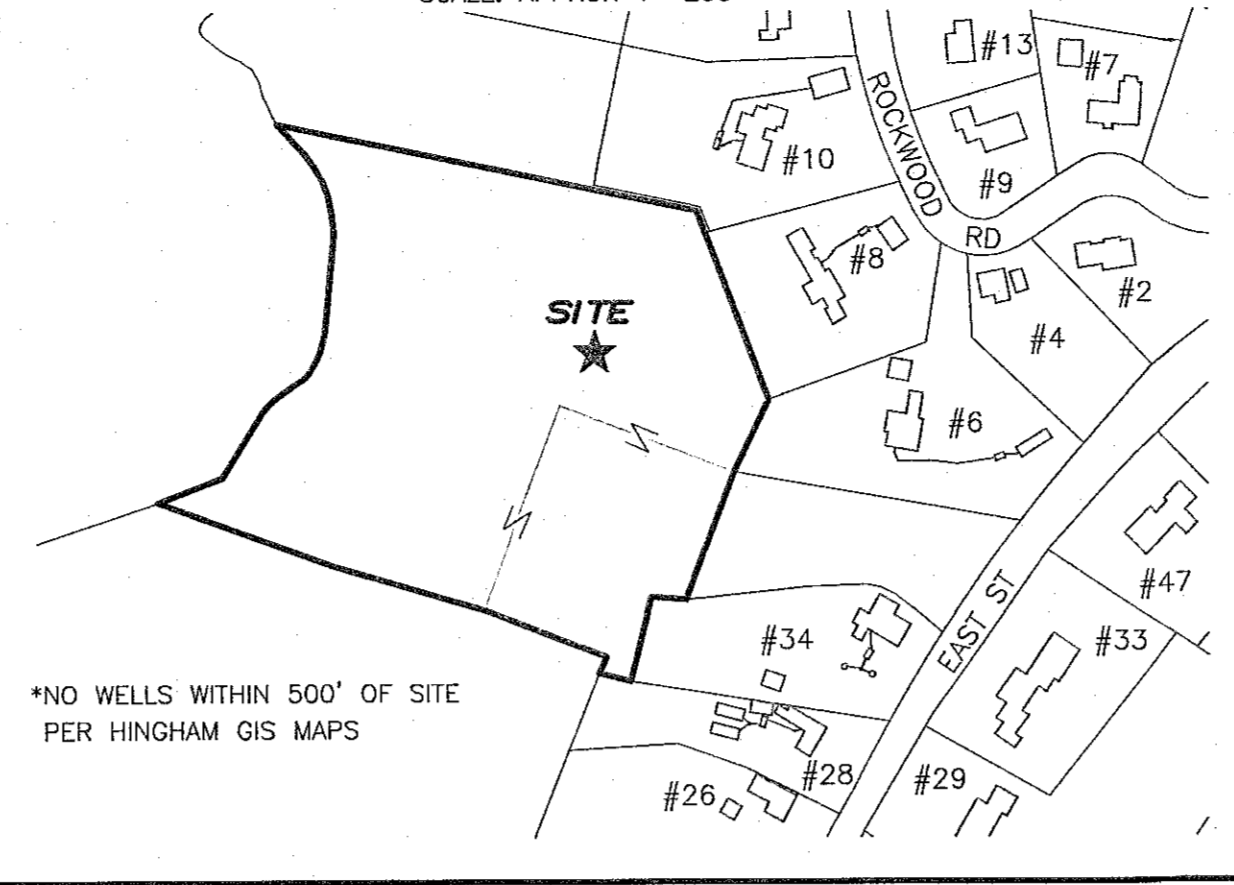 #13
#7
ROCKWOOD
#10
#9
RD
#8
#2
SITE
#4
#6
#47
EAST ST
#34
#33
*NO WELLS WITHIN 500' OF SITE
PER HINGHAM GIS MAPS
#28
#29
#26